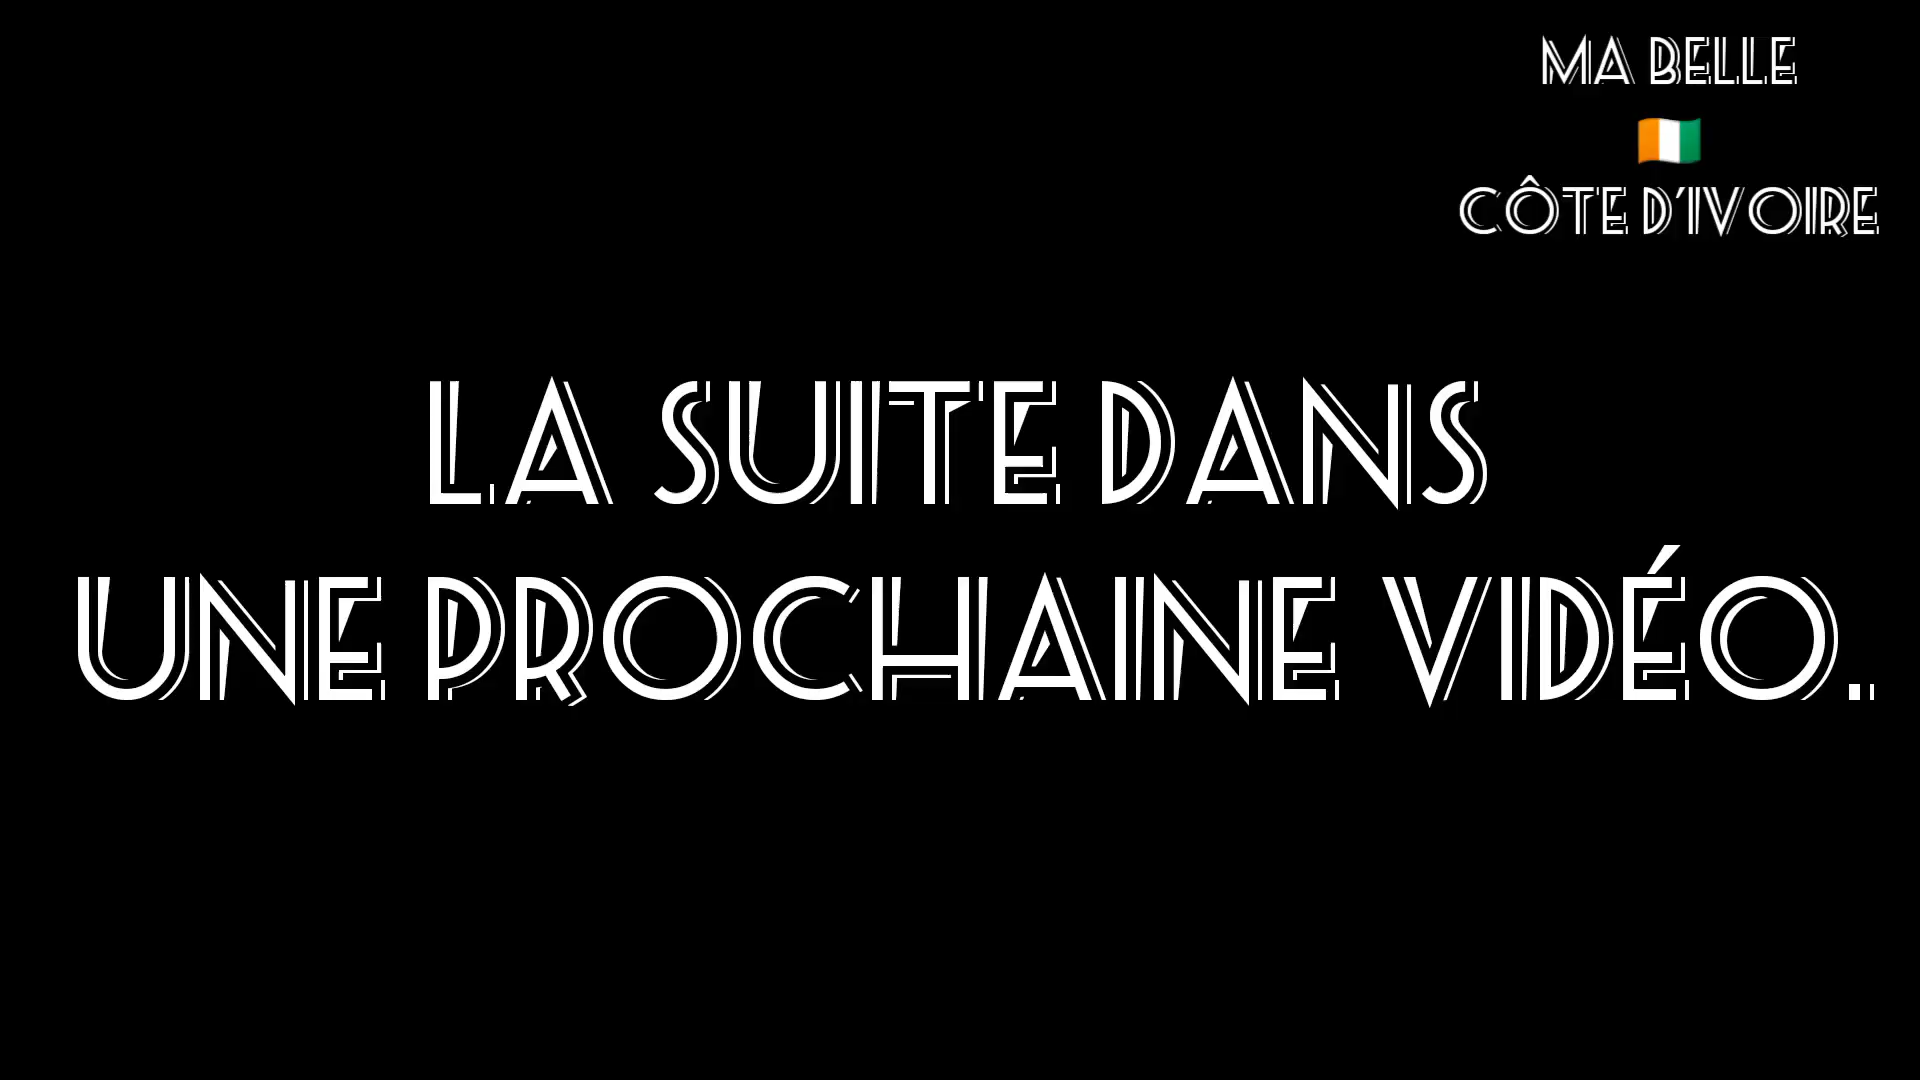 MA BELLE
🇨🇮
CÔTE D'IVOIRE
LA SUITE DANS
UNE PROCHAINE VIDÉO.